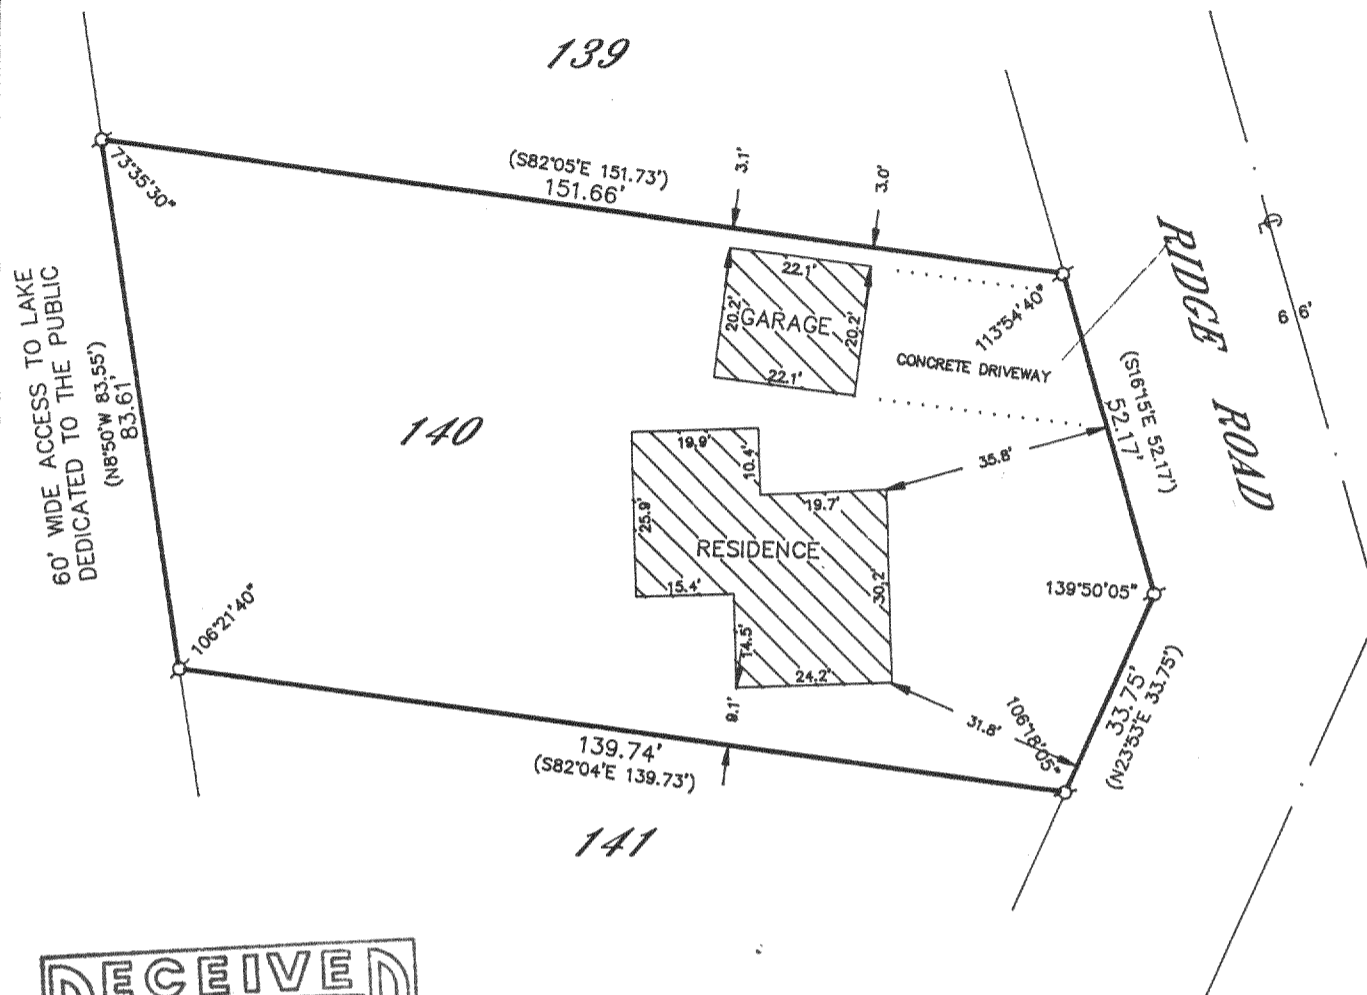 139
(S82°05'E 151.73')
151.66'
3.1'
3.0'
73°35'30"
22.1'
20.2'
GARAGE
20.2'
22.1'
113°54'40"
CONCRETE DRIVEWAY
RIDGE ROAD
66'
(S16°15'E 52.17')
52.17'
60' WIDE ACCESS TO LAKE
DEDICATED TO THE PUBLIC
(N8°50'W 83.55')
83.61'
140
19.9'
10.4'
35.8'
19.7'
25.9'
RESIDENCE
15.4'
30.2'
139°50'05"
106°21'40"
14.5'
24.2'
9.1'
31.8'
106°18'05"
33.75'
(N23°53'E 33.75')
139.74'
(S82°04'E 139.73')
141
RECEIVED